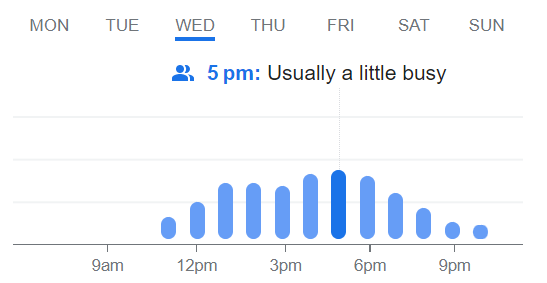 MON TUE WED THU FRI SAT SUN
5 pm: Usually a little busy
9am 12pm 3pm 6pm 9pm